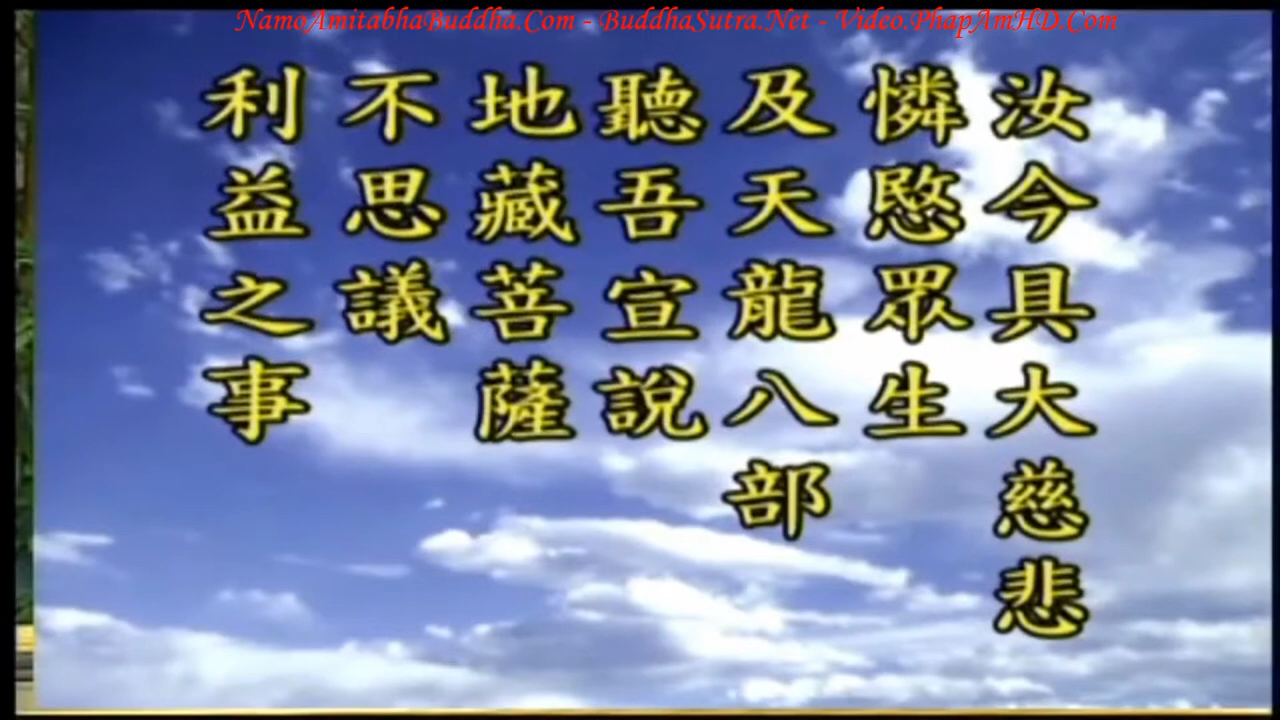 NamoAmitabhaBuddha.Com - BuddhaSutra.Net - Video.PhapAmHD.Com
汝今具大慈悲
憐愍眾生
及天龍八部
聽吾宣說
地藏菩薩
不思議
利益之事